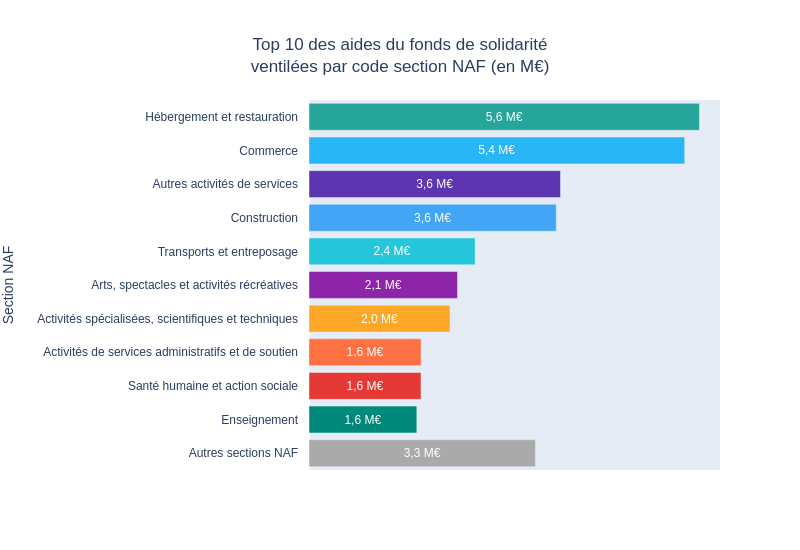 Top 10 des aides du fonds de solidarité
ventilées par code section NAF (en M€)
Section NAF
Hébergement et restauration 5,6 M€
Commerce 5,4 M€
Autres activités de services 3,6 M€
Construction 3,6 M€
Transports et entreposage 2,4 M€
Arts, spectacles et activités récréatives 2,1 M€
Activités spécialisées, scientifiques et techniques 2,0 M€
Activités de services administratifs et de soutien 1,6 M€
Santé humaine et action sociale 1,6 M€
Enseignement 1,6 M€
Autres sections NAF 3,3 M€